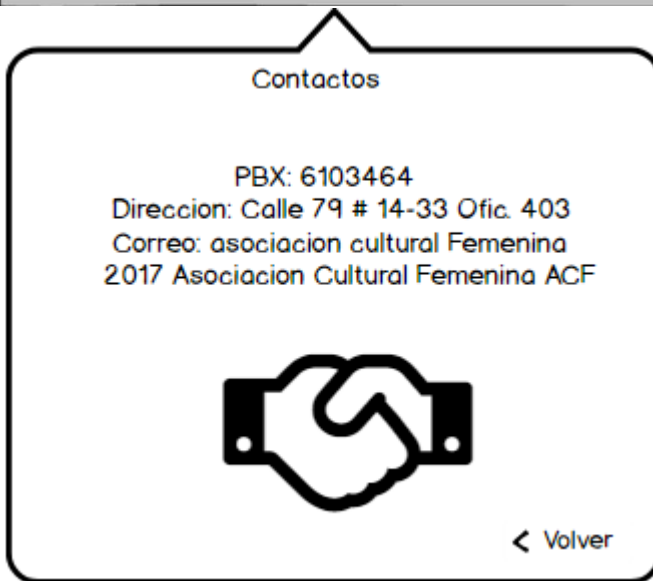 Contactos
PBX: 6103464
Direccion: Calle 79 # 14-33 Ofic. 403
Correo: asociacion cultural Femenina
2017 Asociacion Cultural Femenina ACF
< Volver